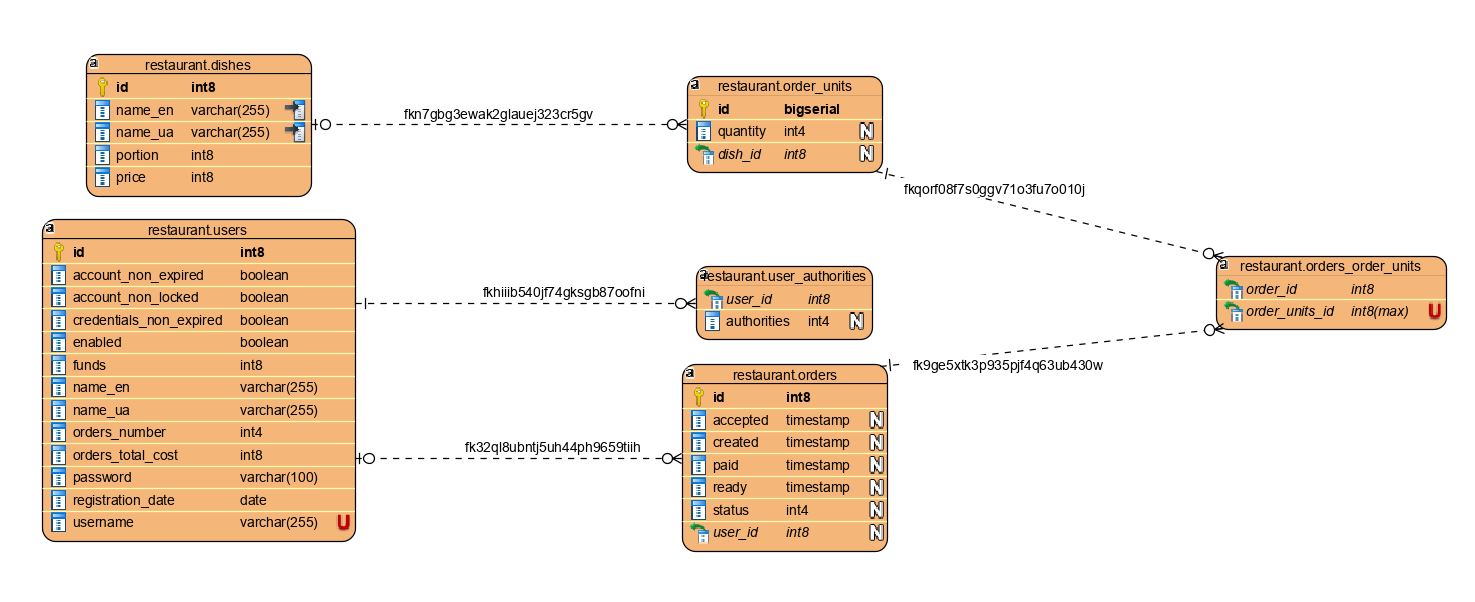 a
restaurant.dishes
id int8
name_en varchar(255)
name_ua varchar(255)
portion int8
price int8
fkn7gbg3ewak2glauej323cr5gv
a
restaurant.order_units
id bigserial
quantity int4 N
dish_id int8 N
fkqorf08f7s0ggv71o3fu7o010j
a
restaurant.users
id int8
account_non_expired boolean
account_non_locked boolean
credentials_non_expired boolean
enabled boolean
funds int8
name_en varchar(255)
name_ua varchar(255)
orders_number int4
orders_total_cost int8
password varchar(100)
registration_date date
username varchar(255) U
fkhiiib540jf74gksgb87oofni
a
restaurant.user_authorities
user_id int8
authorities int4 N
a
restaurant.orders_order_units
order_id int8
order_units_id int8(max) U
fk9ge5xtk3p935pjf4q63ub430w
fk32ql8ubntj5uh44ph9659tiih
a
restaurant.orders
id int8
accepted timestamp N
created timestamp N
paid timestamp N
ready timestamp N
status int4 N
user_id int8 N